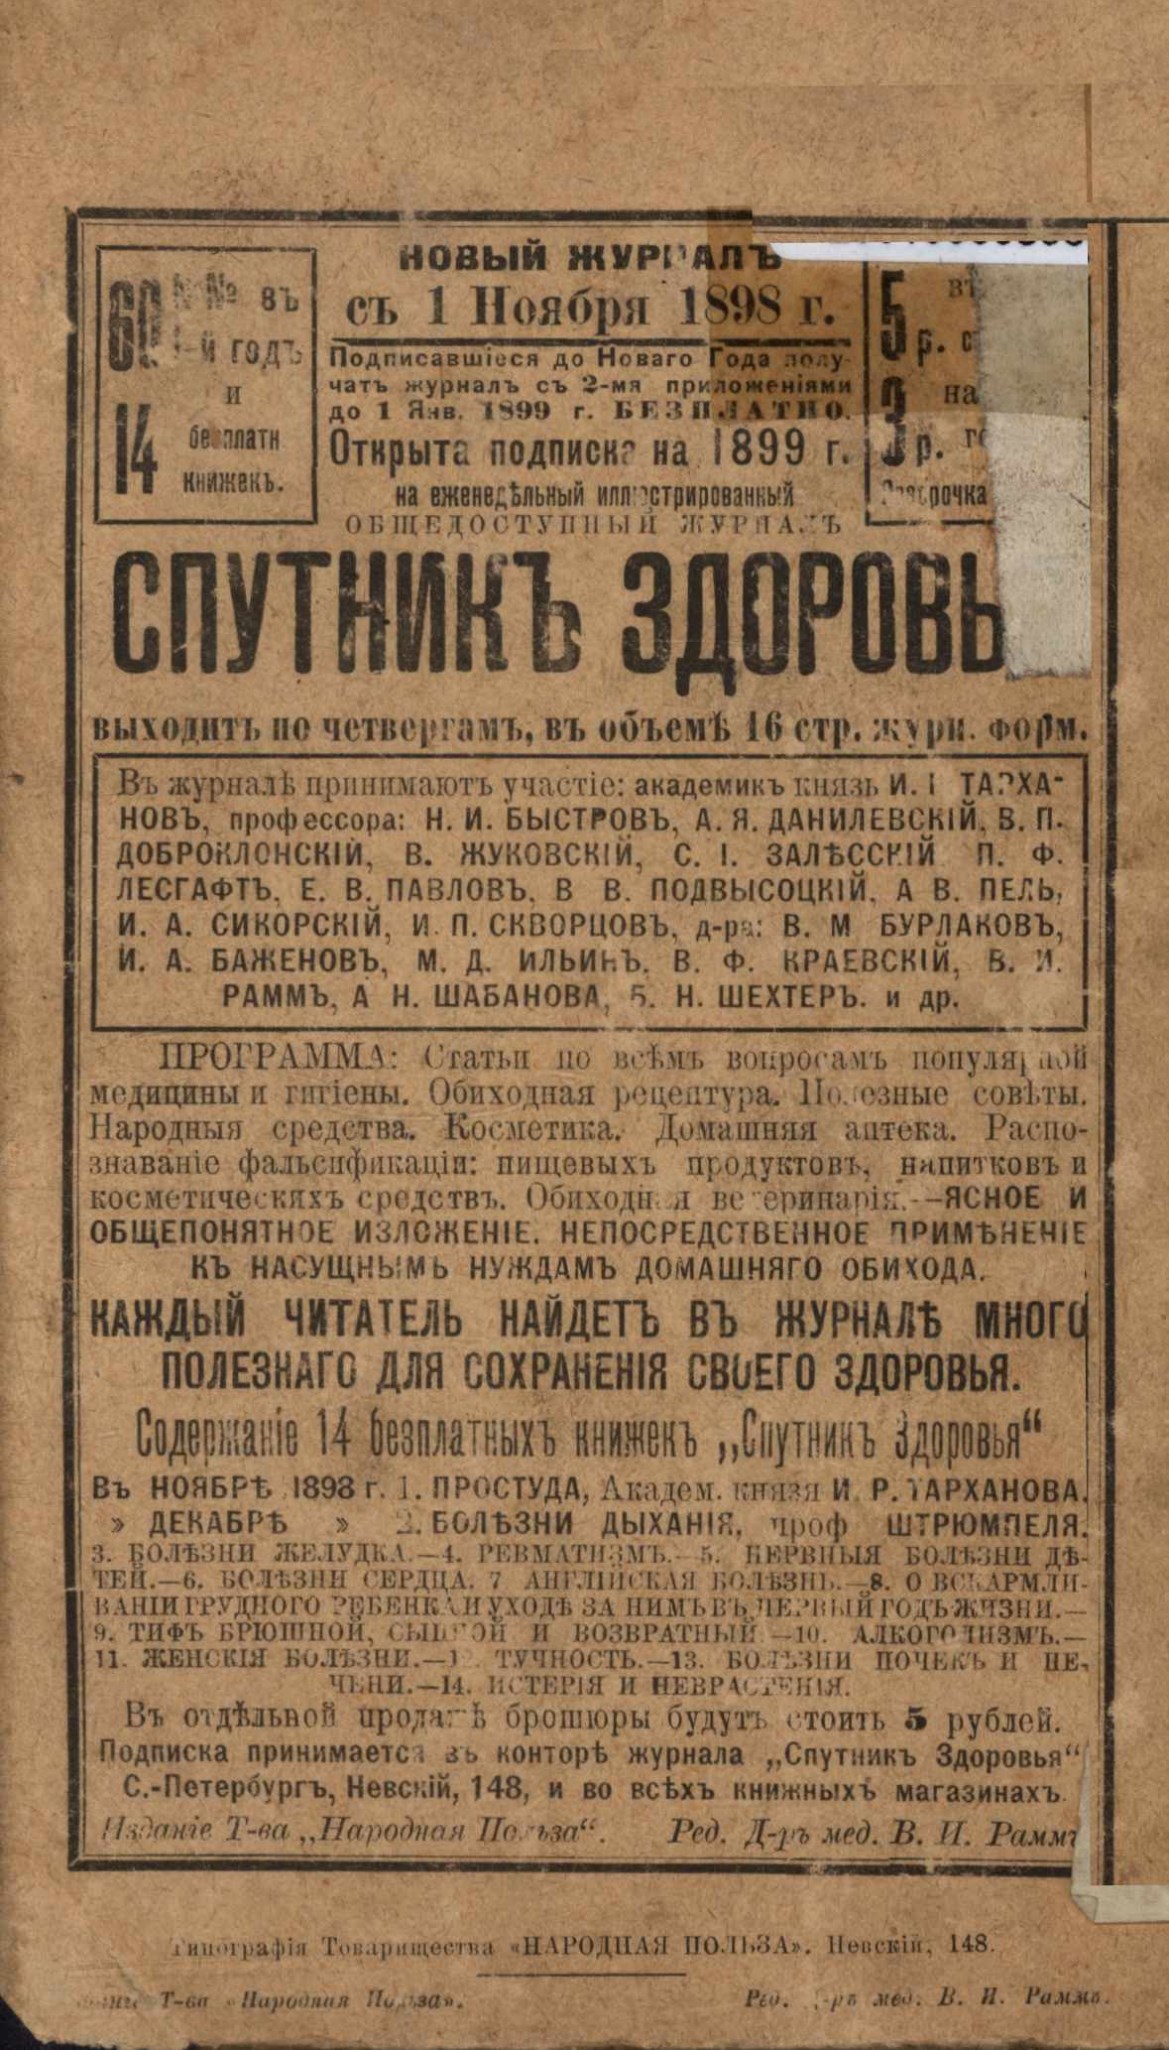 НОВЫЙ ЖУРНАЛЪ
съ 1 Ноября 1898 г.
60 №№ въ
1-й годъ
и
14 безплатн
книжекъ.
Подписавшіеся до Новаго Года полу-
чатъ журналъ съ 2-мя приложеніями
до 1 Янв. 1899 г. БЕЗПЛАТНО.
Открыта подписка на 1899 г.
на еженедѣльный иллюстрированный
ОБЩЕДОСТУПНЫЙ ЖУРНАЛЪ
5 р.
на
3 р.
Разсрочка
СПУТНИКЪ ЗДОРОВЬ
выходитъ по четвергамъ, въ объемѣ 16 стр. журн. форм.
Въ журналѣ принимаютъ участіе: академикъ князь И. ТАРХА-
НОВЪ, профессора: Н. И. БЫСТРОВЪ, А. Я. ДАНИЛЕВСКІЙ, В. П.
ДОБРОКЛОНСКІЙ, В. ЖУКОВСКІЙ, С. І. ЗАЛѢССКІЙ П. Ф.
ЛЕСГАФТЪ, Е. В. ПАВЛОВЪ, В В. ПОДВЫСОЦКІЙ, А В. ПЕЛЬ,
И. А. СИКОРСКІЙ, И. П. СКВОРЦОВЪ, д-ра: В. М БУРЛАКОВЪ,
И. А. БАЖЕНОВЪ, М. Д. ИЛЬИНЪ, В. Ф. КРАЕВСКІЙ, В. И.
РАММЪ, А Н. ШАБАНОВА, Б. Н. ШЕХТЕРЪ. и др.
ПРОГРАММА: Статьи по всѣмъ вопросамъ популярной
медицины и гигіены. Обиходная рецептура. Полезные совѣты.
Народныя средства. Косметика. Домашняя аптека. Распо-
знаваніе фальсификаціи: пищевыхъ продуктовъ, напитковъ и
косметическяхъ средствъ. Обиходная ветеринарія.—ЯСНОЕ И
ОБЩЕПОНЯТНОЕ ИЗЛОЖЕНІЕ. НЕПОСРЕДСТВЕННОЕ ПРИМѢНЕНІЕ
КЪ НАСУЩНЫМЪ НУЖДАМЪ ДОМАШНЯГО ОБИХОДА.
КАЖДЫЙ ЧИТАТЕЛЬ НАЙДЕТЪ ВЪ ЖУРНАЛѢ МНОГО
ПОЛЕЗНАГО ДЛЯ СОХРАНЕНІЯ СВОЕГО ЗДОРОВЬЯ.
Содержаніе 14 безплатныхъ книжекъ „Спутникъ Здоровья“
Въ НОЯБРѢ 1898 г. 1. ПРОСТУДА, Академ. князя И. Р. ТАРХАНОВА.
» ДЕКАБРѢ » 2. БОЛѢЗНИ ДЫХАНІЯ, проф ШТРЮМПЕЛЯ.
3. БОЛѢЗНИ ЖЕЛУДКА.—4. РЕВМАТИЗМЪ.—5. НЕРВНЫЯ БОЛѢЗНИ ДѢ-
ТЕЙ.—6. БОЛѢЗНИ СЕРДЦА. 7 АНГЛІЙСКАЯ БОЛѢЗНЬ.—8. О ВСКАРМЛИ-
ВАНІИ ГРУДНОГО РЕБЕНКА И УХОДѢ ЗА НИМЪ ВЪ ПЕРВЫЙ ГОДЪ ЖИЗНИ.—
9. ТИФЪ БРЮШНОЙ, СЫПНОЙ И ВОЗВРАТНЫЙ.—10. АЛКОГОЛИЗМЪ.—
11. ЖЕНСКІЯ БОЛѢЗНИ.—12. ТУЧНОСТЬ.—13. БОЛѢЗНИ ПОЧЕКЪ И ПЕ-
ЧЕНИ.—14. ИСТЕРІЯ И НЕВРАСТЕНІЯ.
Въ отдѣльной продажѣ брошюры будутъ стоить 5 рублей.
Подписка принимается въ конторѣ журнала „Спутникъ Здоровья“
С.-Петербургъ, Невскій, 148, и во всѣхъ книжныхъ магазинахъ.
Изданіе Т-ва „Народная Польза“. Ред. Д-ръ мед. В. И. Раммъ
Типографія Товарищества «НАРОДНАЯ ПОЛЬЗА». Невскій, 148.
Т-ва «Народная Польза». Ред. Д-ръ мед. В. И. Раммъ.